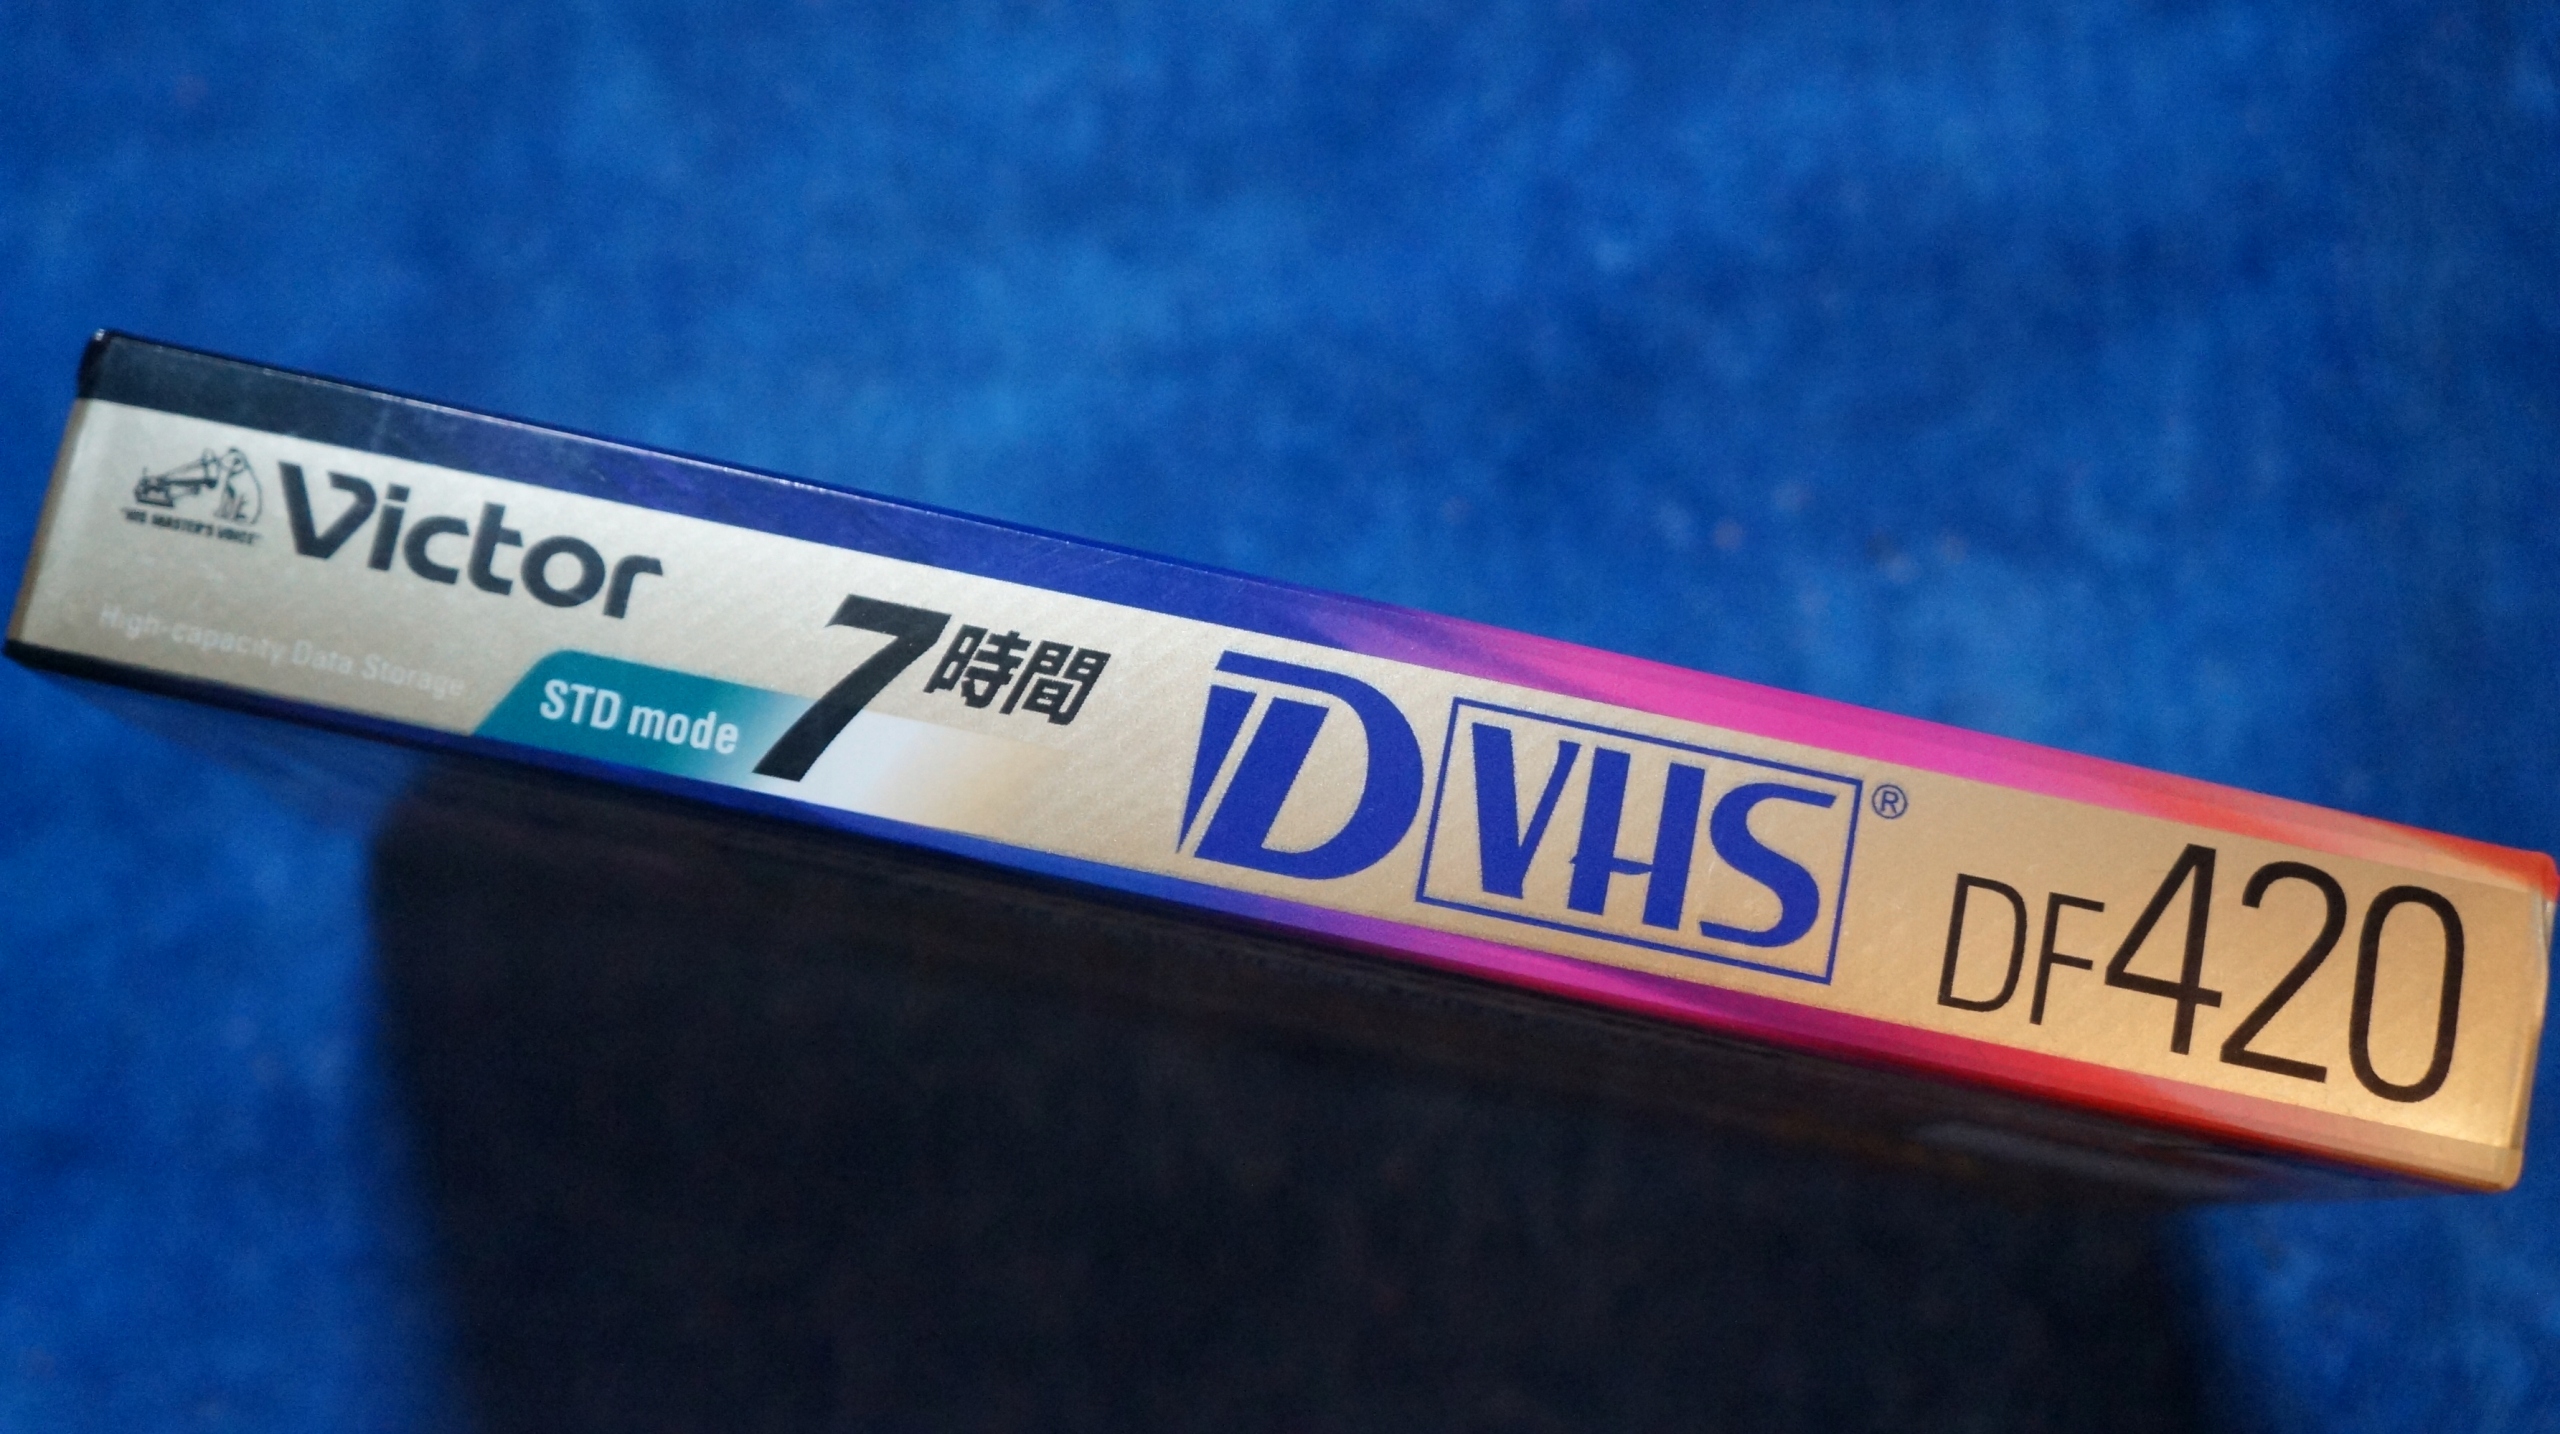 "HIS MASTER'S VOICE"
Victor
High-capacity Data Storage
STD mode
7時間
D VHS®
DF420